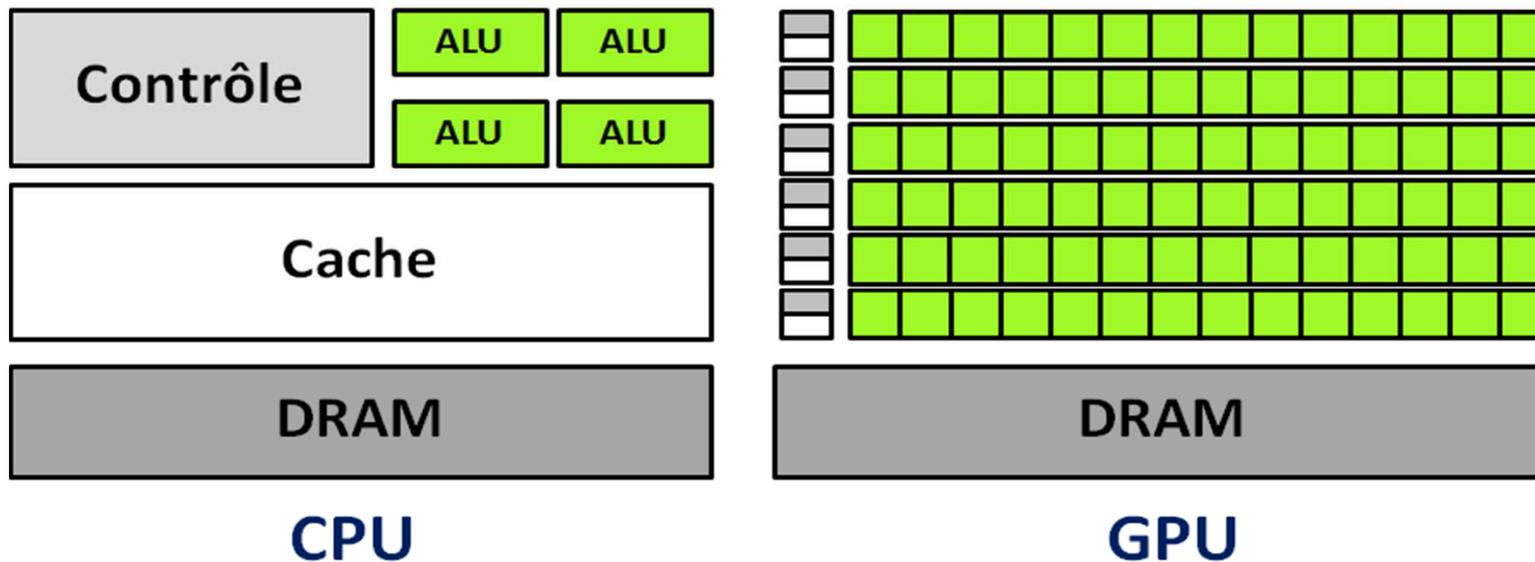 Contrôle
ALU ALU
ALU ALU
Cache
DRAM
CPU
DRAM
GPU